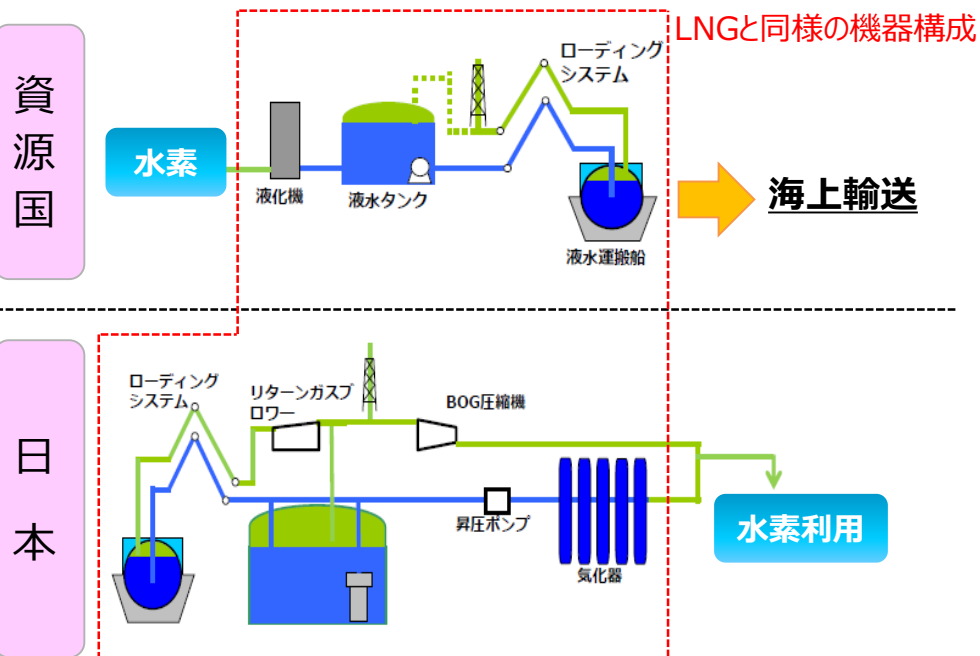 LNGと同様の機器構成
資源国
水素
液化機
液水タンク
ローディング
システム
液水運搬船
海上輸送
日本
ローディング
システム
リターンガスブ
ロワー
BOG圧縮機
昇圧ポンプ
気化器
水素利用